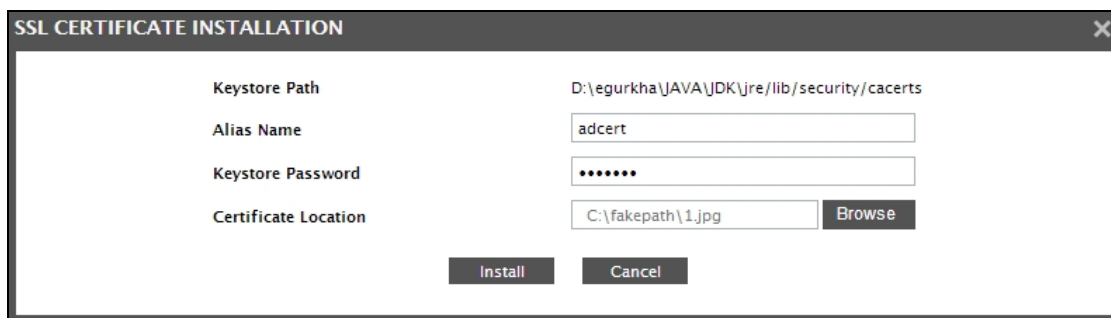 SSL CERTIFICATE INSTALLATION
Keystore Path D:\egurkha\JAVA\JDK\jre/lib/security/cacerts
Alias Name adcert
Keystore Password •••••••
Certificate Location C:\fakepath\1.jpg Browse
Install Cancel